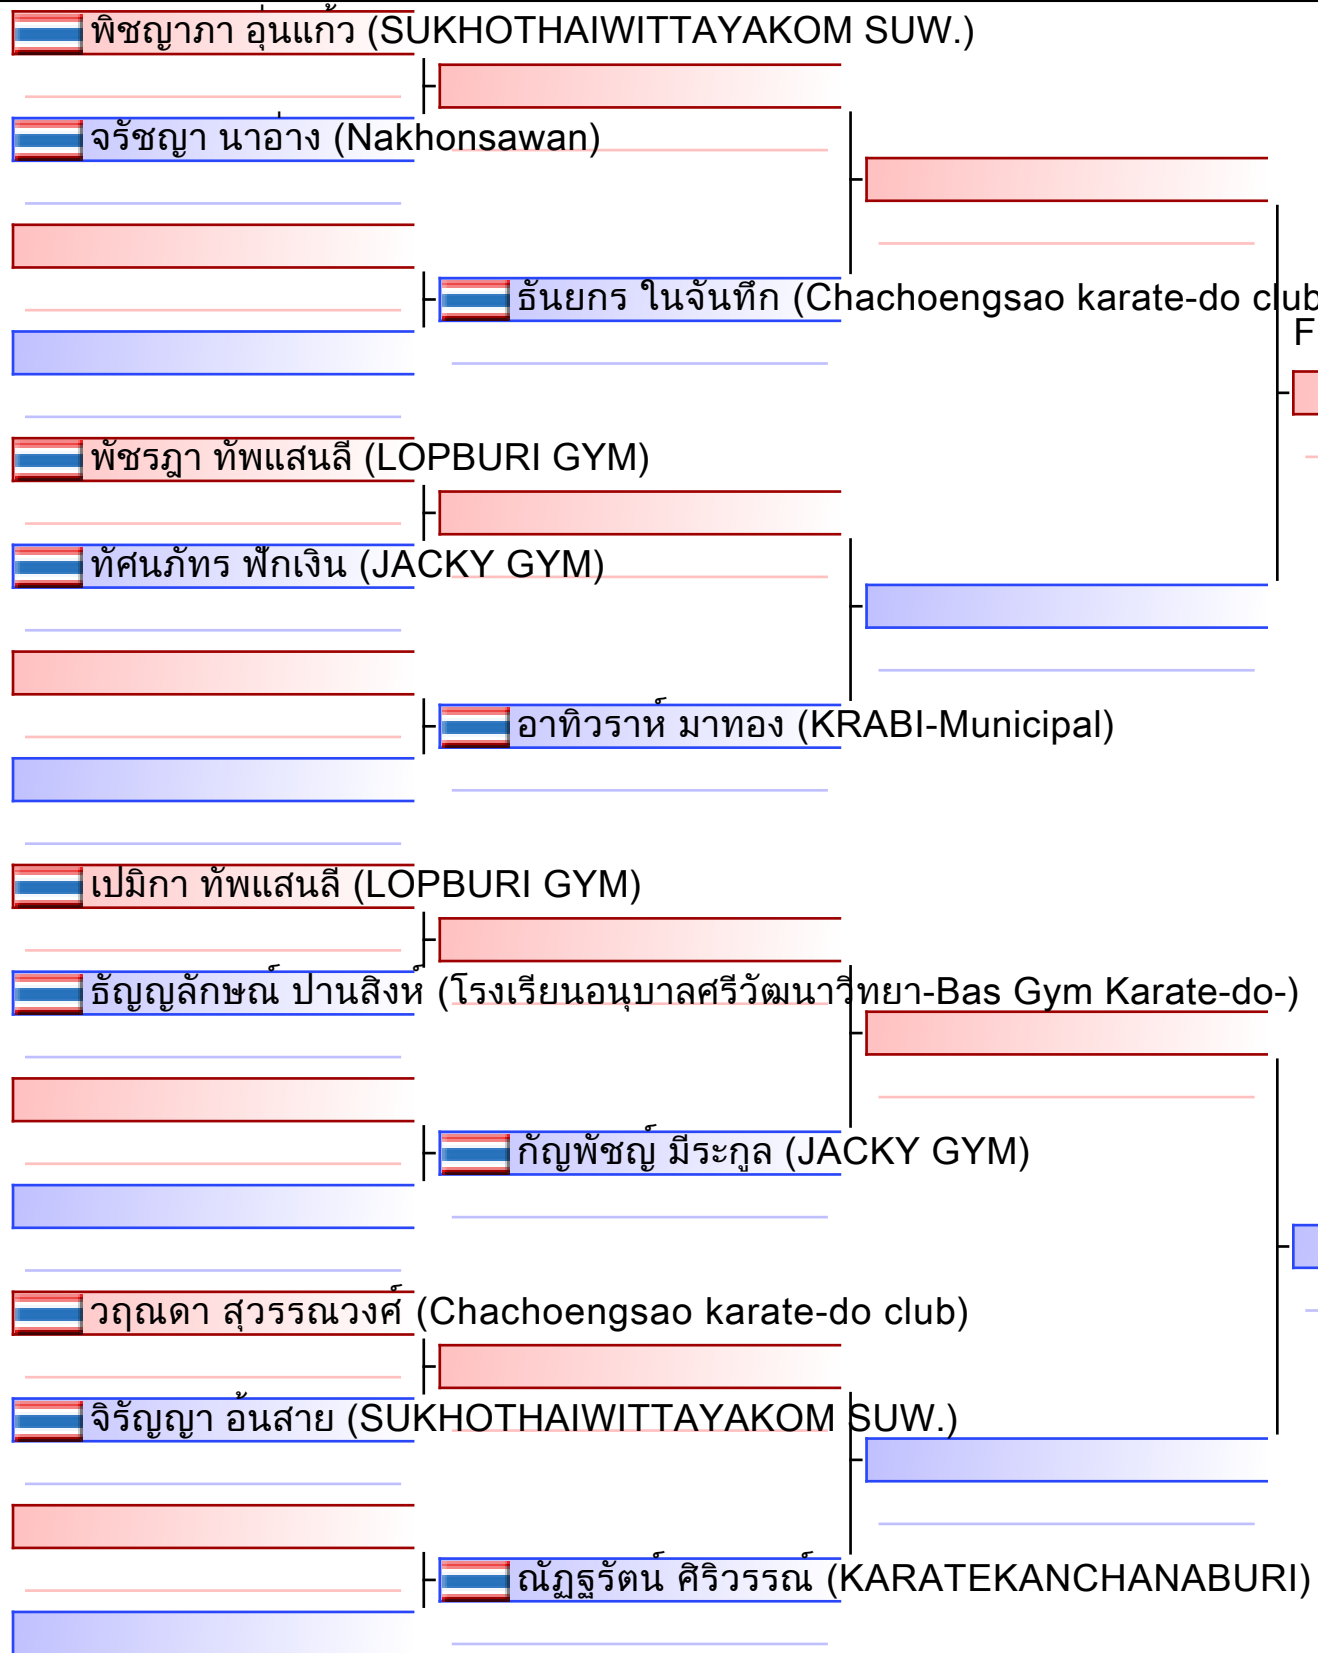 พิชญาภา อุ่นแก้ว (SUKHOTHAIWITTAYAKOM SUW.)
จรัชญา นาอ่าง (Nakhonsawan)
ธันยกร ในจันทึก (Chachoengsao karate-do club
F
พัชรฎา ทัพแสนลี (LOPBURI GYM)
ทัศนภัทร ฟักเงิน (JACKY GYM)
อาทิวราห์ มาทอง (KRABI-Municipal)
เปมิกา ทัพแสนลี (LOPBURI GYM)
ธัญญลักษณ์ ปานสิงห์ (โรงเรียนอนุบาลศรีวัฒนาวิทยา-Bas Gym Karate-do-)
กัญพัชญ์ มีระกูล (JACKY GYM)
วฤณดา สุวรรณวงศ์ (Chachoengsao karate-do club)
จิรัญญา อ้นสาย (SUKHOTHAIWITTAYAKOM SUW.)
ณัฏฐรัตน์ ศิริวรรณ์ (KARATEKANCHANABURI)